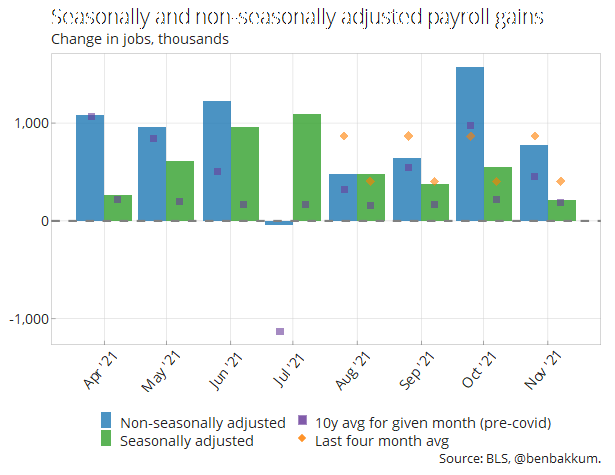 Seasonally and non-seasonally adjusted payroll gains
Change in jobs, thousands
1,000
0
-1,000
Apr '21
May '21
Jun '21
Jul '21
Aug '21
Sep '21
Oct '21
Nov '21
Non-seasonally adjusted
Seasonally adjusted
10y avg for given month (pre-covid)
Last four month avg
Source: BLS, @benbakkum.